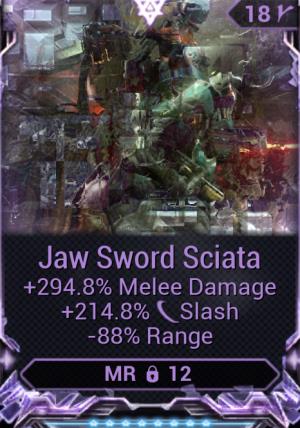 18
Jaw Sword Sciata
+294.8% Melee Damage
+214.8% Slash
-88% Range
MR 12